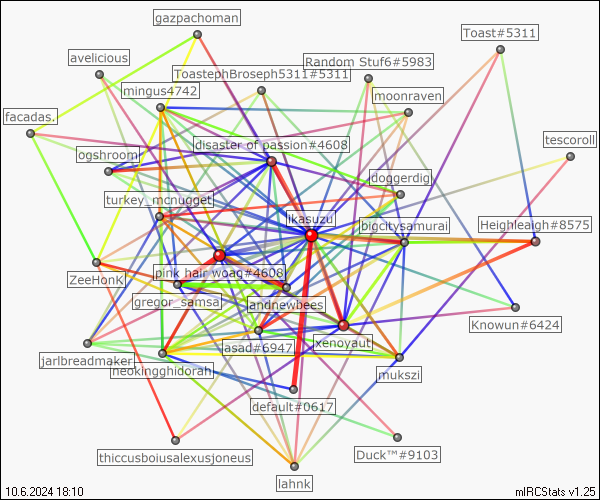 gazpachoman
Toast#5311
avelicious
Random Stuf6#5983
ToastephBroseph5311#5311
mingus4742
moonraven
facadas.
disaster of passion#4608
tescoroll
ogshroom
doggerdig
turkey_mcnugget
likasuzu
bigcitysamurai
Heighleaigh#8575
pink hair woag#4608
ZeeHonK
gregor_samsa
andnewbees
Knowun#6424
asad#6947
xenoyaut
jarlbreadmaker
neokingghidorah
mukszi
default#0617
thiccusboiusalexusjoneus
Duck™#9103
lahnk
10.6.2024 18:10
mIRCStats v1.25